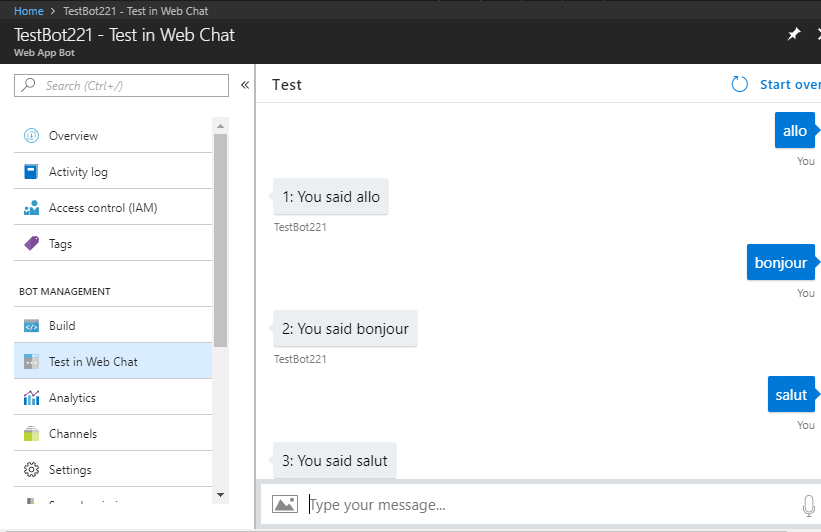 Home > TestBot221 - Test in Web Chat
TestBot221 - Test in Web Chat
Web App Bot
Search (Ctrl+/)
«
Overview
Activity log
Access control (IAM)
Tags
BOT MANAGEMENT
Build
Test in Web Chat
Analytics
Channels
Settings
Test
Start over
allo
You
1: You said allo
TestBot221
bonjour
You
2: You said bonjour
TestBot221
salut
You
3: You said salut
Type your message...